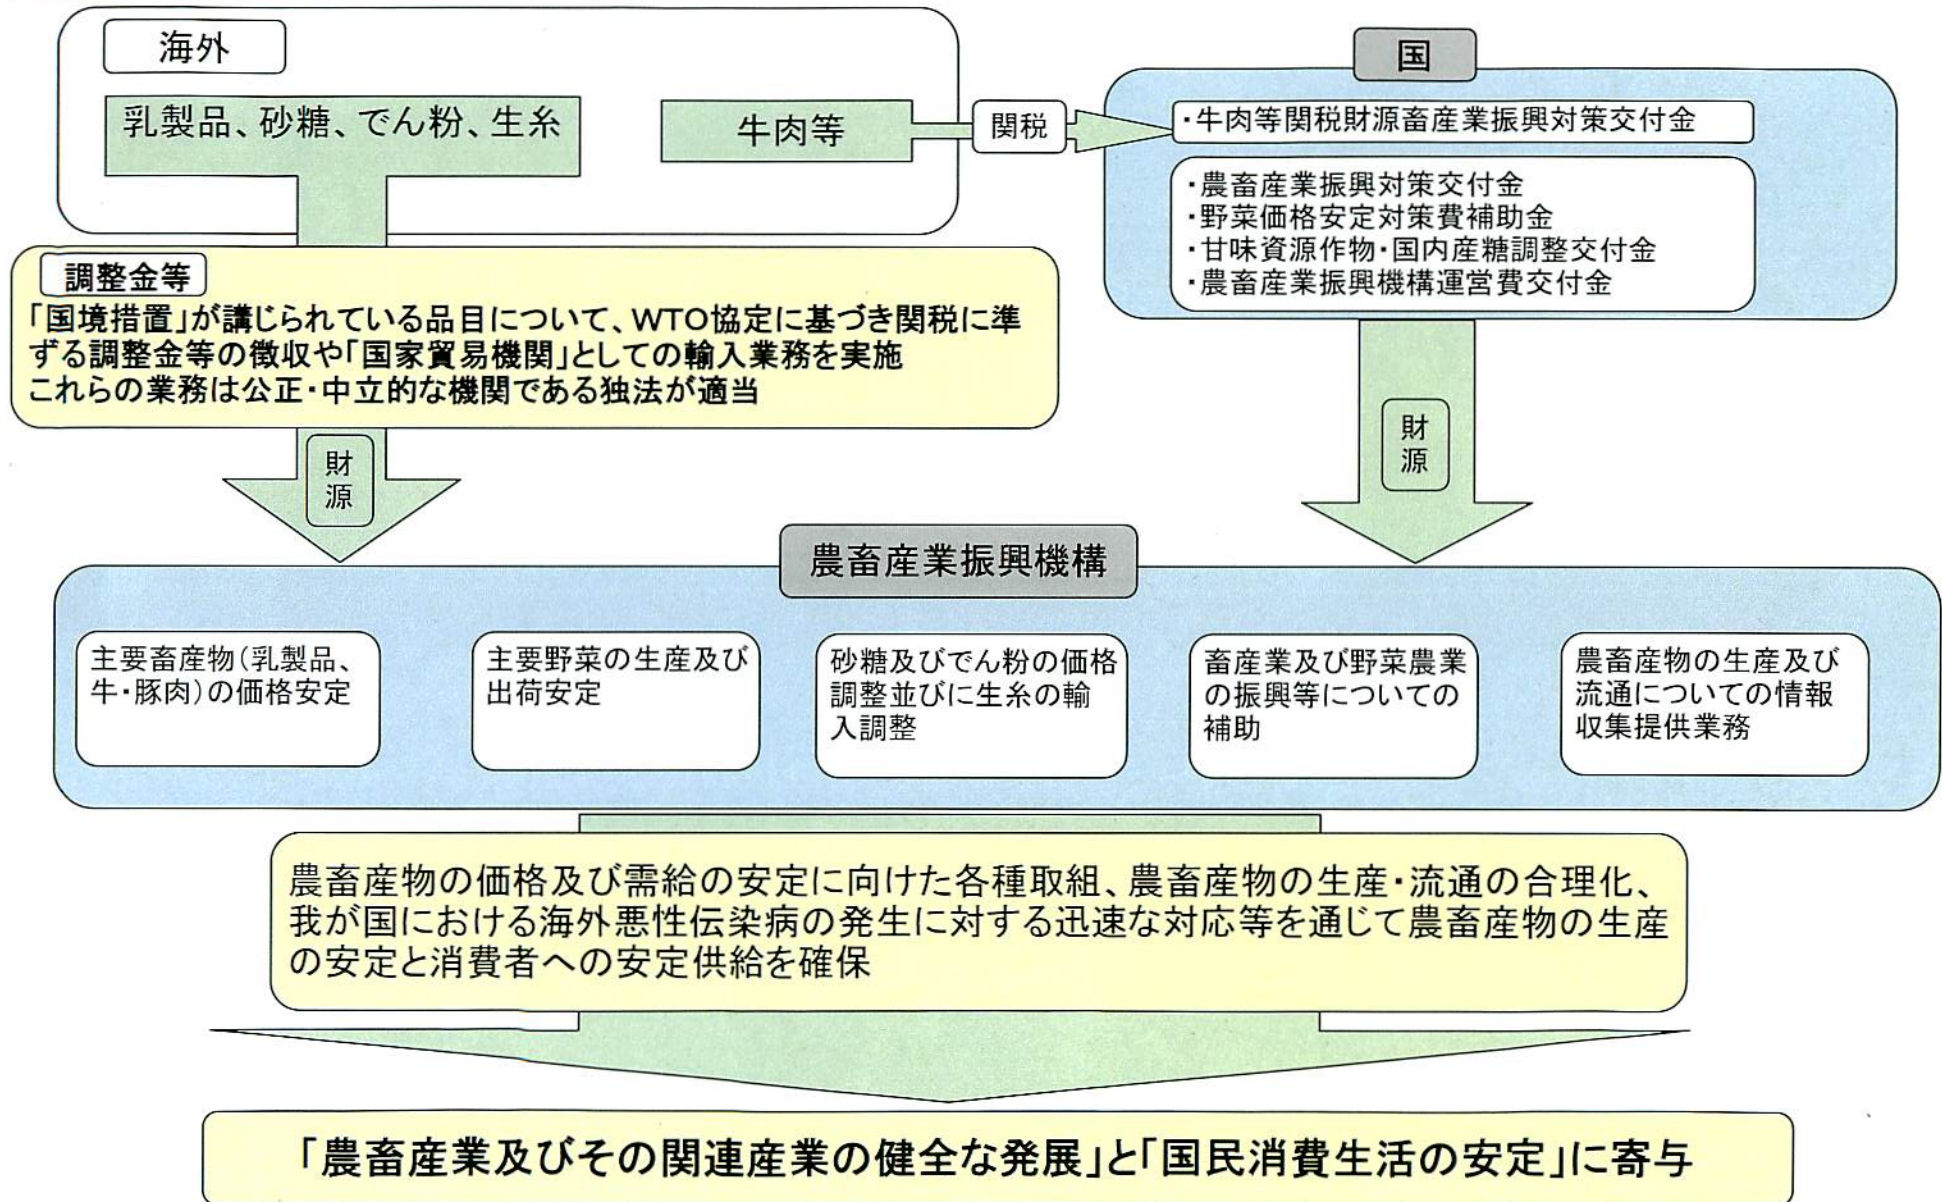 海外
乳製品、砂糖、でん粉、生糸
牛肉等
関税
国
・牛肉等関税財源畜産業振興対策交付金
・農畜産業振興対策交付金
・野菜価格安定対策費補助金
・甘味資源作物・国内産糖調整交付金
・農畜産業振興機構運営費交付金
調整金等
「国境措置」が講じられている品目について、WTO協定に基づき関税に準
ずる調整金等の徴収や「国家貿易機関」としての輸入業務を実施
これらの業務は公正・中立的な機関である独法が適当
財
源
財
源
農畜産業振興機構
主要畜産物(乳製品、
牛・豚肉)の価格安定
主要野菜の生産及び
出荷安定
砂糖及びでん粉の価格
調整並びに生糸の輸
入調整
畜産業及び野菜農業
の振興等についての
補助
農畜産物の生産及び
流通についての情報
収集提供業務
農畜産物の価格及び需給の安定に向けた各種取組、農畜産物の生産・流通の合理化、
我が国における海外悪性伝染病の発生に対する迅速な対応等を通じて農畜産物の生産
の安定と消費者への安定供給を確保
「農畜産業及びその関連産業の健全な発展」と「国民消費生活の安定」に寄与